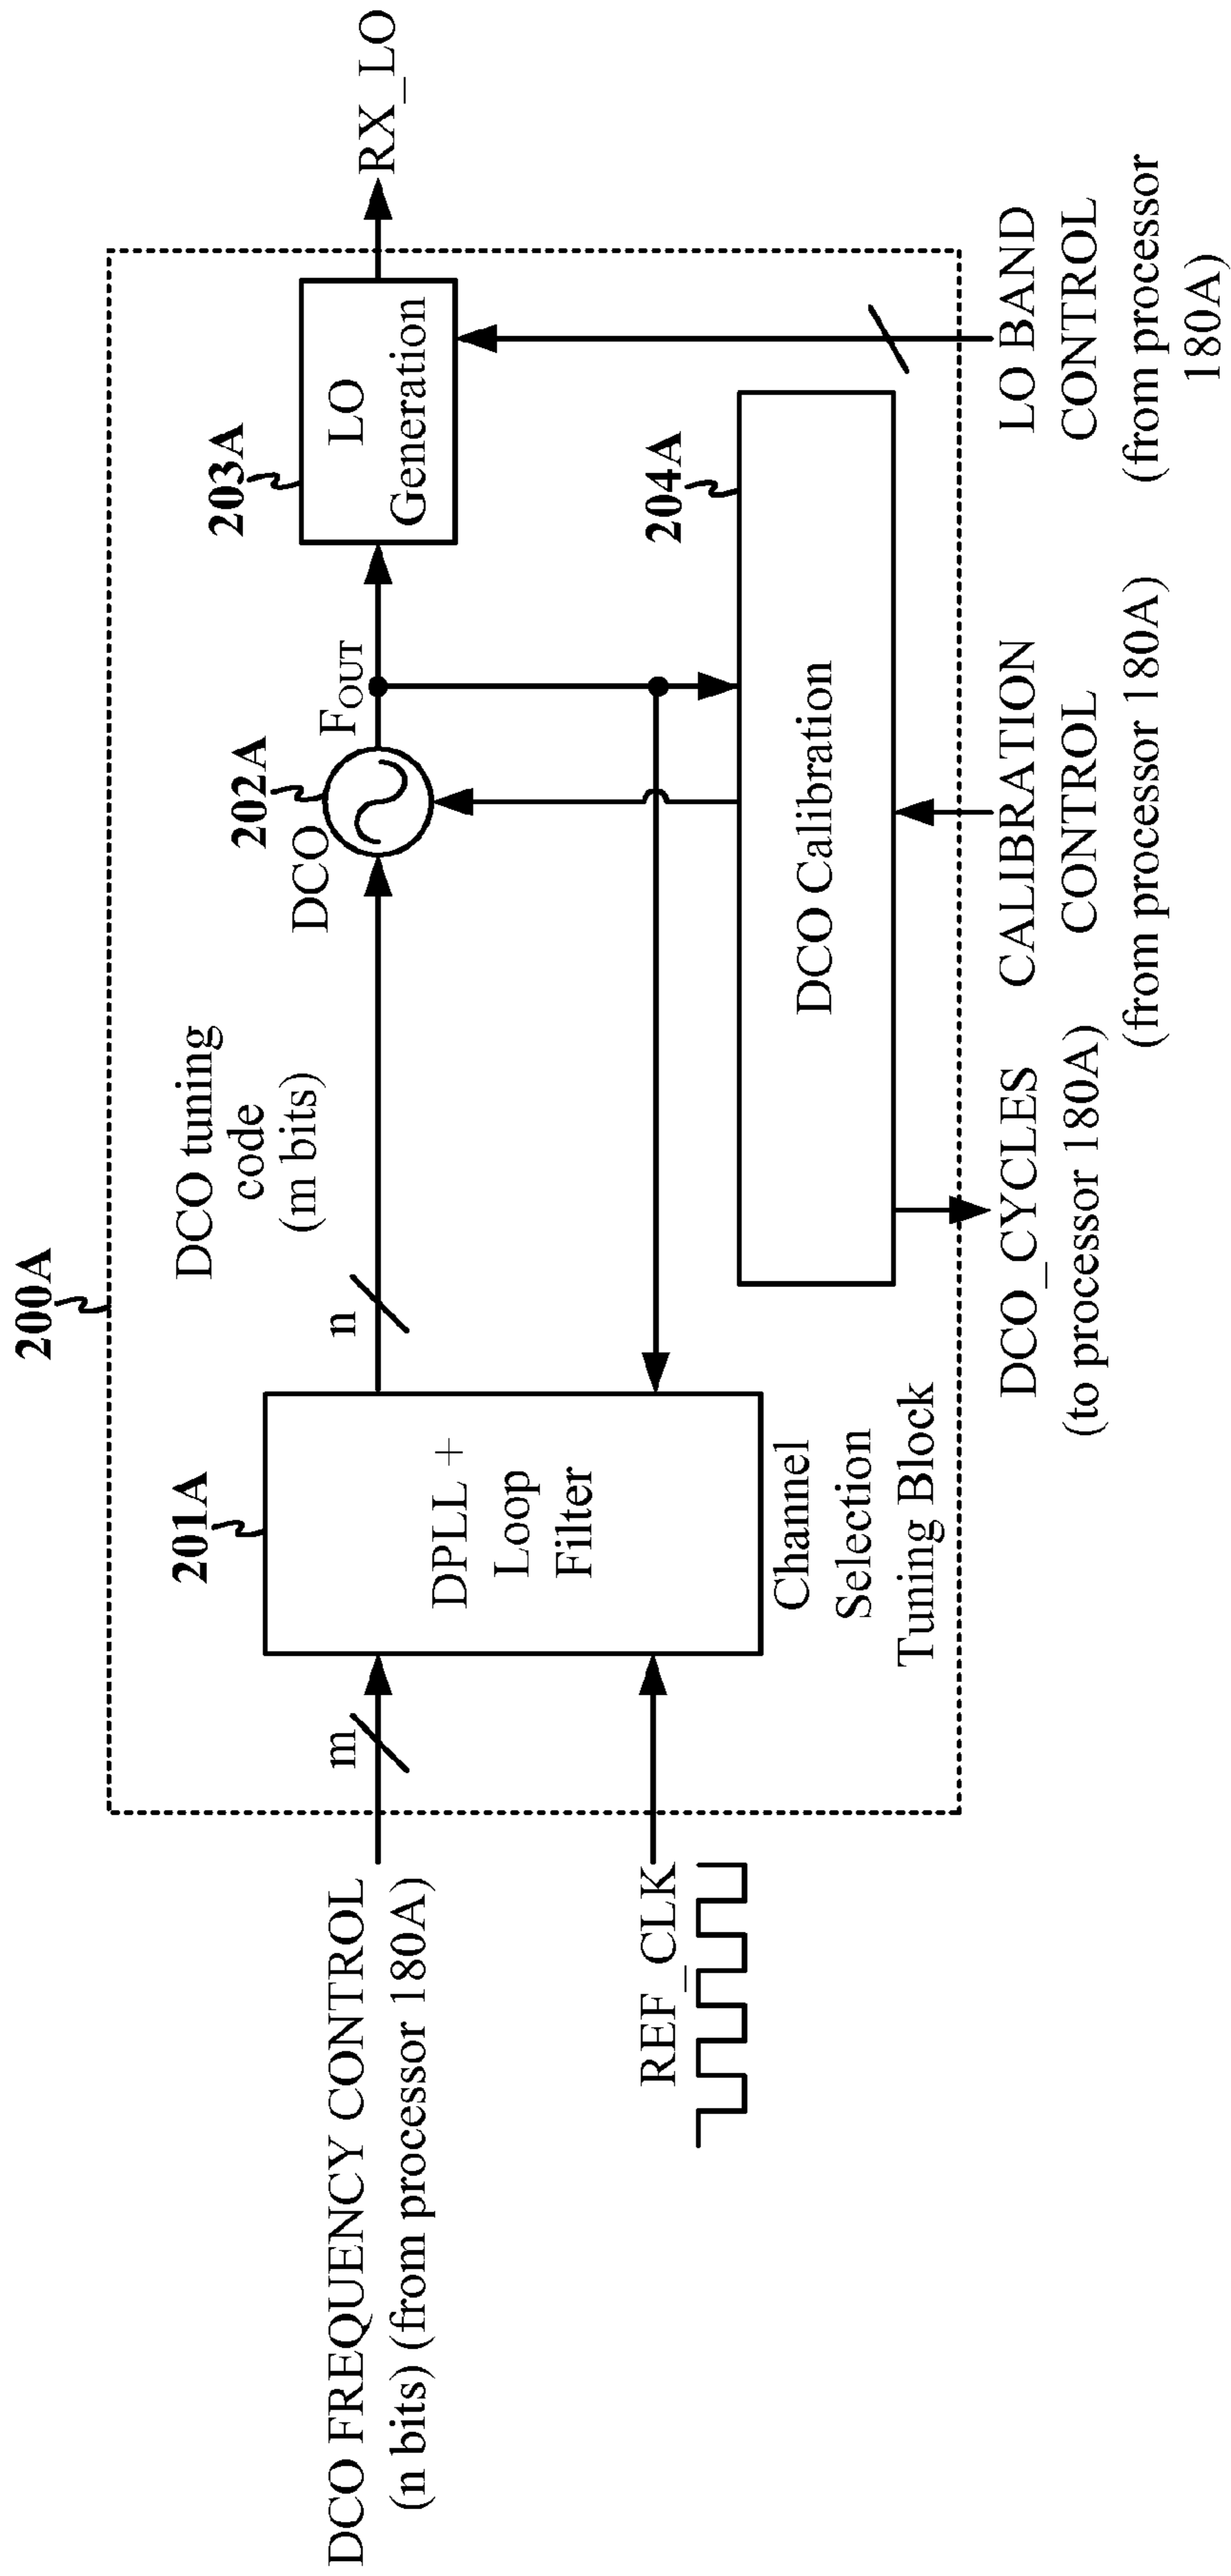 200A
DCO FREQUENCY CONTROL
(n bits) (from processor 180A)
m
REF_CLK
201A
DPLL +
Loop
Filter
Channel
Selection
Tuning Block
n
DCO tuning
code
(m bits)
202A
DCO
FOUT
203A
LO
Generation
RX_LO
204A
DCO Calibration
DCO_CYCLES
(to processor 180A)
CALIBRATION
CONTROL
(from processor 180A)
LO BAND
CONTROL
(from processor
180A)